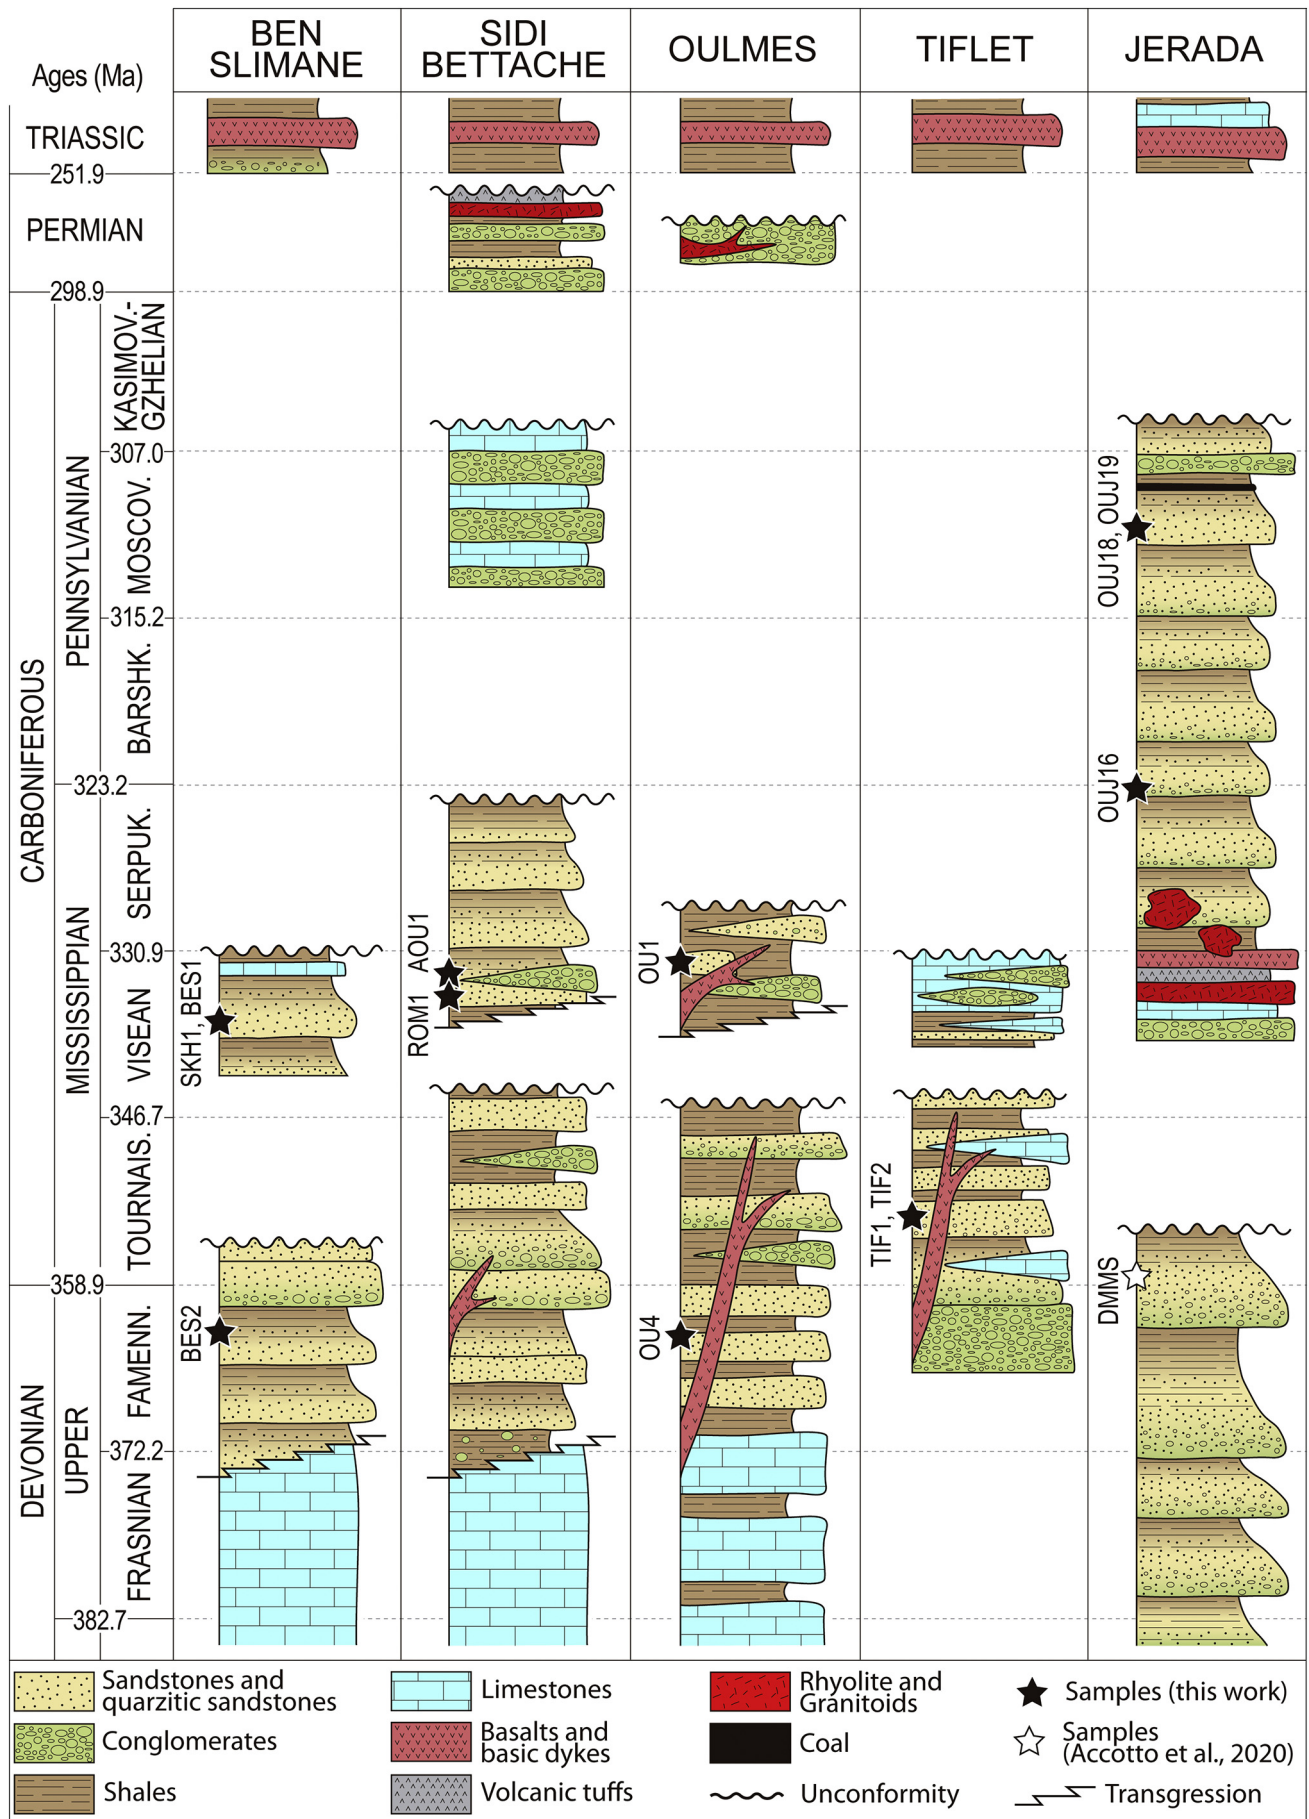 BEN
SLIMANE
SIDI
BETTACHE
OULMES
TIFLET
JERADA
Ages (Ma)
TRIASSIC
251.9
PERMIAN
298.9
CARBONIFEROUS
PENNSYLVANIAN
KASIMOV.-
GZHELIAN
307.0
MOSCOV.
315.2
BARSHK.
323.2
MISSISSIPPIAN
SERPUK.
330.9
VISEAN
346.7
TOURNAIS.
358.9
DEVONIAN
UPPER
FAMENN.
372.2
FRASNIAN
382.7
SKH1, BES1
BES2
AOU1
ROM1
OU1
OU4
TIF1, TIF2
OUJ18, OUJ19
OUJ16
DMMS
Sandstones and
quarzitic sandstones
Conglomerates
Shales
Limestones
Basalts and
basic dykes
Volcanic tuffs
Rhyolite and
Granitoids
Coal
Unconformity
Samples (this work)
Samples
(Accotto et al., 2020)
Transgression